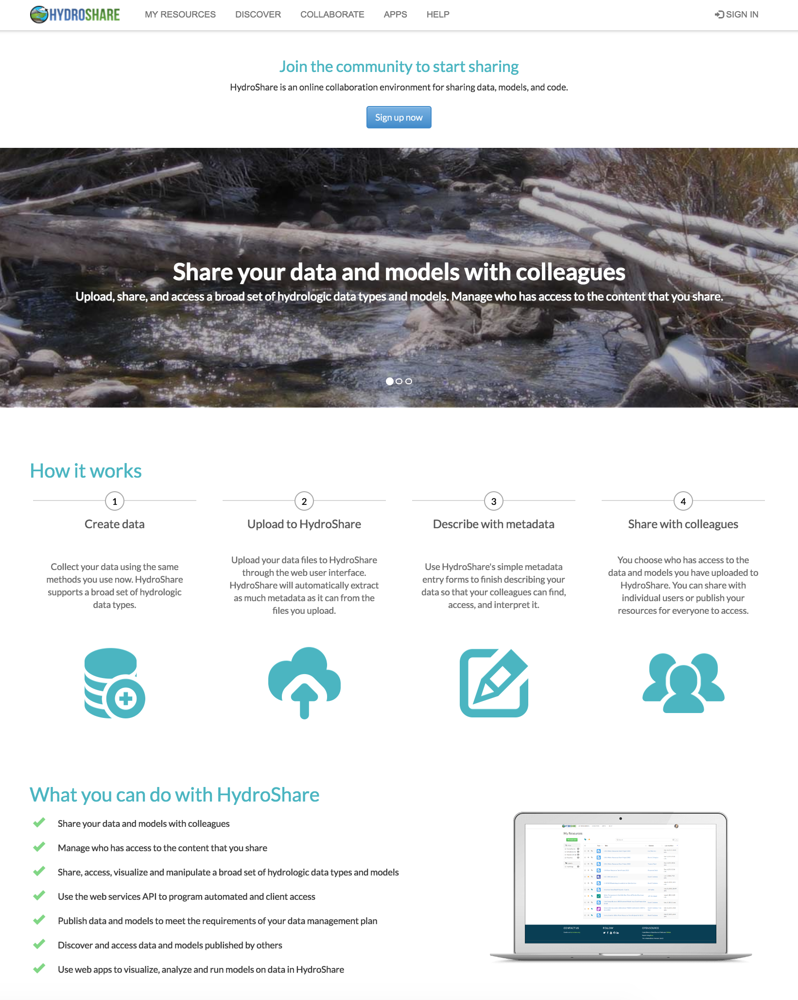 HYDROSHARE
MY RESOURCES
DISCOVER
COLLABORATE
APPS
HELP
SIGN IN
Join the community to start sharing
HydroShare is an online collaboration environment for sharing data, models, and code.
Sign up now
Share your data and models with colleagues
Upload, share, and access a broad set of hydrologic data types and models. Manage who has access to the content that you share.
How it works
1
Create data
Collect your data using the same
methods you use now. HydroShare
supports a broad set of hydrologic
data types.
2
Upload to HydroShare
Upload your data files to HydroShare
through the web user interface.
HydroShare will automatically extract
as much metadata as it can from the
files you upload.
3
Describe with metadata
Use HydroShare's simple metadata
entry forms to finish describing your
data so that your colleagues can find,
access, and interpret it.
4
Share with colleagues
You choose who has access to the
data and models you have uploaded to
HydroShare. You can share with
individual users or publish your
resources for everyone to access.
What you can do with HydroShare
Share your data and models with colleagues
Manage who has access to the content that you share
Share, access, visualize and manipulate a broad set of hydrologic data types and models
Use the web services API to program automated and client access
Publish data and models to meet the requirements of your data management plan
Discover and access data and models published by others
Use web apps to visualize, analyze and run models on data in HydroShare
HYDROSHARE
MY RESOURCES
My Resources
CONTACT US
FOLLOW
OPEN SOURCE